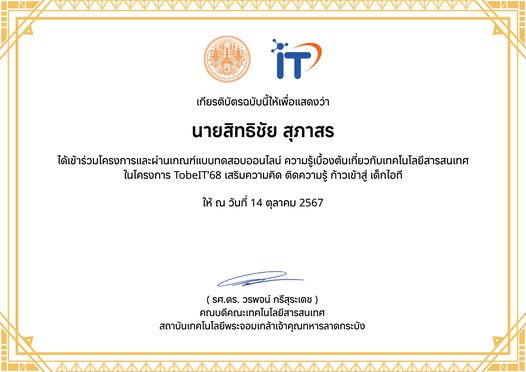 IT
เกียรติบัตรฉบับนี้ให้เพื่อแสดงว่า
นายสิทธิชัย สุภาสร
ได้เข้าร่วมโครงการและผ่านเกณฑ์แบบทดสอบออนไลน์ ความรู้เบื้องต้นเกี่ยวกับเทคโนโลยีสารสนเทศ
ในโครงการ TobeIT'68 เสริมความคิด ติดความรู้ ก้าวเข้าสู่ เด็กไอที
ให้ ณ วันที่ 14 ตุลาคม 2567
( รศ.ดร. วรพจน์ กรีสุระเดช )
คณบดีคณะเทคโนโลยีสารสนเทศ
สถาบันเทคโนโลยีพระจอมเกล้าเจ้าคุณทหารลาดกระบัง